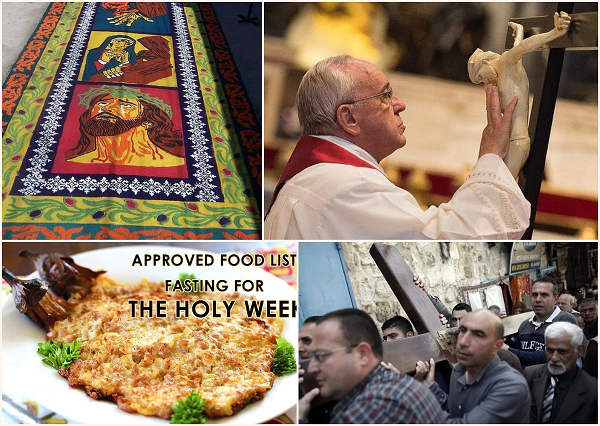 APPROVED FOOD LIST
FASTING FOR
THE HOLY WEEK